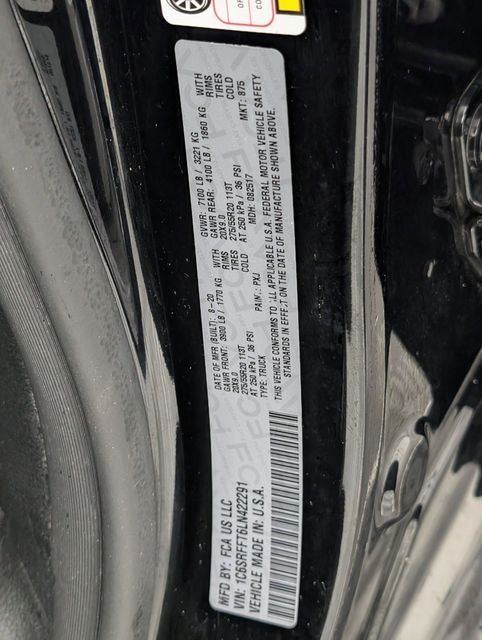 MFD BY: FCA US LLC
DATE OF MFR (BUILT): 8-20
GVWR: 7100 LB / 3221 KG
GAWR FRONT: 3900 LB / 1770 KG
WITH
GAWR REAR: 4100 LB / 1860 KG
WITH
20X9.0
RIMS
20X9.0
RIMS
275/55R20 113T
TIRES
275/55R20 113T
TIRES
AT 250 kPa / 36 PSI
COLD
AT 250 kPa / 36 PSI
COLD
VIN: 1C6SRFFT6LN422291
TYPE: TRUCK
PAINT: PXJ
MDH: 082517
MKT: 875
VEHICLE MADE IN: U.S.A.
THIS VEHICLE CONFORMS TO ALL APPLICABLE U.S.A. FEDERAL MOTOR VEHICLE SAFETY
STANDARDS IN EFFECT ON THE DATE OF MANUFACTURE SHOWN ABOVE.